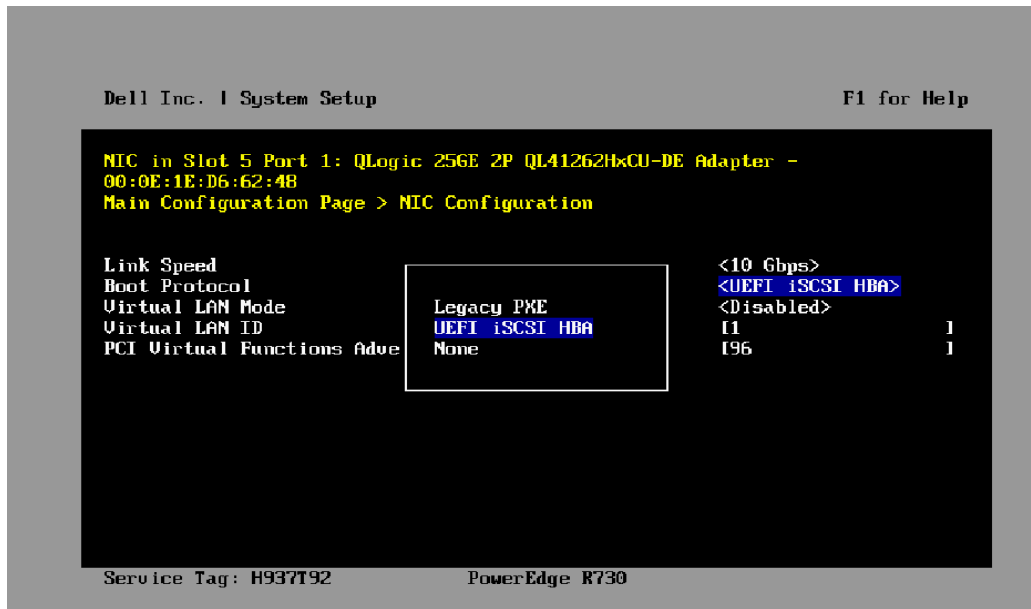 Dell Inc. | System Setup F1 for Help
NIC in Slot 5 Port 1: QLogic 25GE 2P QL41262HxCU-DE Adapter -
00:0E:1E:D6:62:48
Main Configuration Page > NIC Configuration
Link Speed <10 Gbps>
Boot Protocol <UEFI iSCSI HBA>
Virtual LAN Mode Legacy PXE <Disabled>
Virtual LAN ID UEFI iSCSI HBA [1 ]
PCI Virtual Functions Adve None [96 ]
Service Tag: H937T92 PowerEdge R730